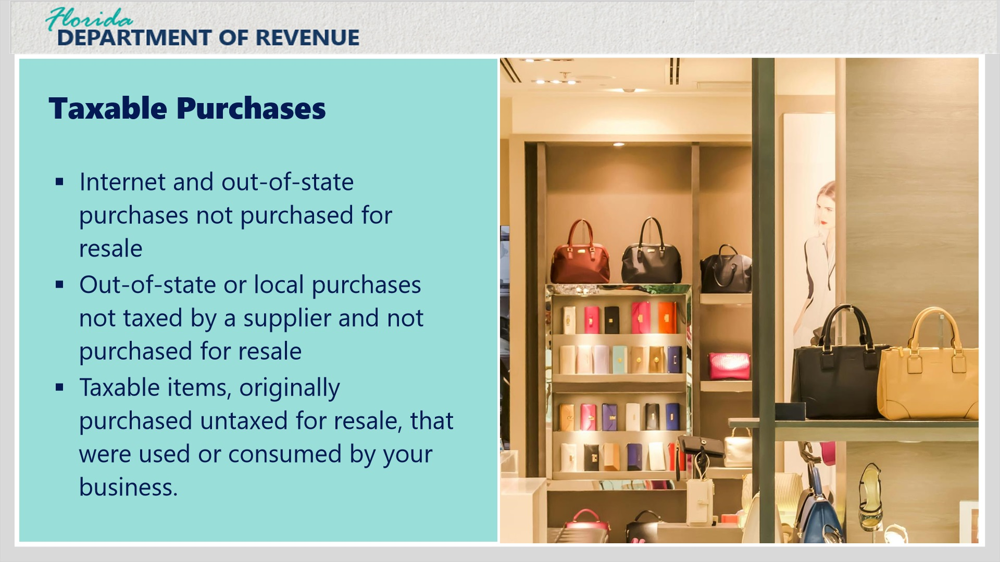 Florida
DEPARTMENT OF REVENUE
Taxable Purchases
▪ Internet and out-of-state
purchases not purchased for
resale
▪ Out-of-state or local purchases
not taxed by a supplier and not
purchased for resale
▪ Taxable items, originally
purchased untaxed for resale, that
were used or consumed by your
business.